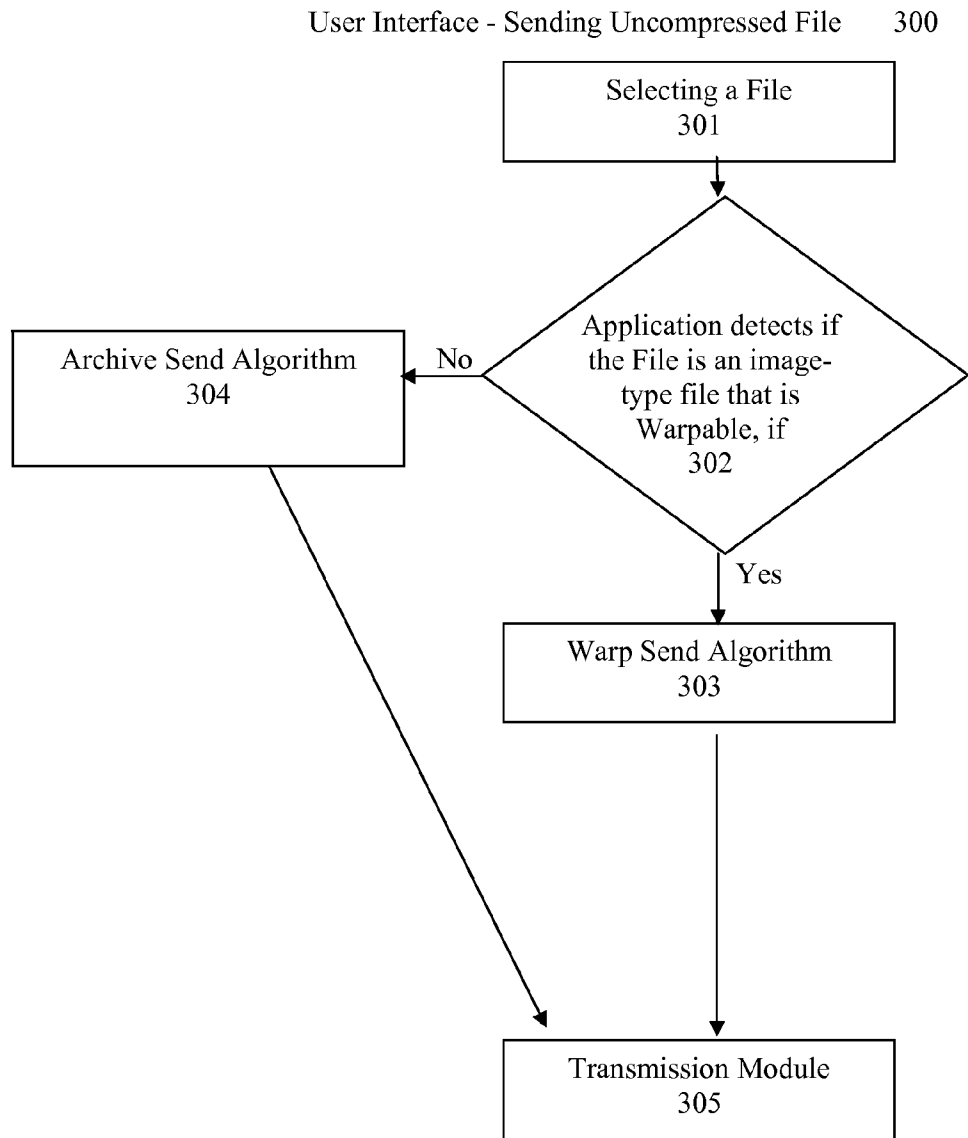 User Interface - Sending Uncompressed File 300
Selecting a File
301
Application detects if
the File is an image-
type file that is
Warpable, if
302
No
Archive Send Algorithm
304
Yes
Warp Send Algorithm
303
Transmission Module
305